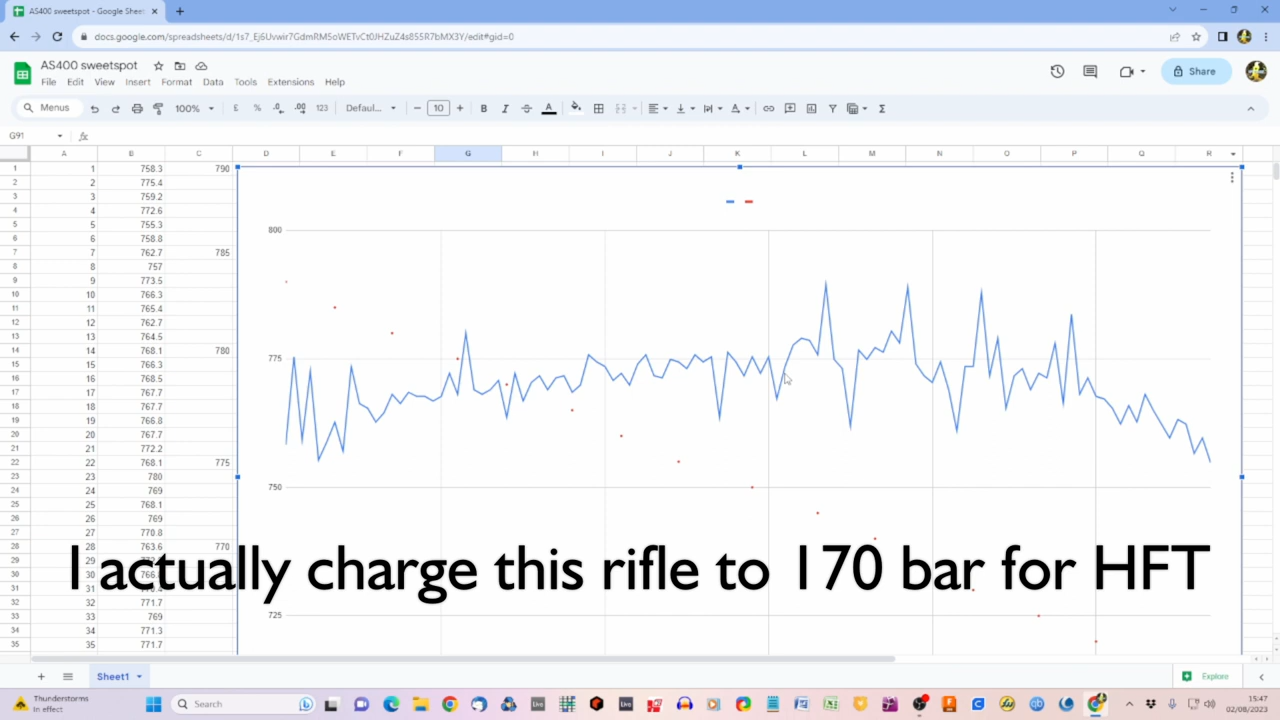 AS400 sweetspot - Google Sheet
docs.google.com/spreadsheets/d/1s7_Ej6Uvwir7GdmRM5oWETvCt0JHZuZ4s8S5R7bMX3Y/edit#gid=0
AS400 sweetspot
File Edit View Insert Format Data Tools Extensions Help
Share
Menus 100% £ % .0 .00 123 Defaul... 10 B I A
G91 fx
A B C D E F G H I J K L M N O P Q R
1 1 758.3 790
2 2 775.4
3 3 759.2
4 4 772.6
5 5 755.3
6 6 758.8
7 7 762.7 785
8 8 757
9 9 773.5
10 10 766.3
11 11 765.4
12 12 762.7
13 13 764.5
14 14 768.1 780
15 15 766.3
16 16 768.5
17 17 767.7
18 18 767.7
19 19 766.8
20 20 767.7
21 21 772.2
22 22 768.1 775
23 23 780
24 24 769
25 25 768.1
26 26 769
27 27 770.8
28 28 763.6 770
29
30 766
31
32 32 771.7
33 33 769
34 34 771.3
35 35 771.7
800
775
750
725
I actually charge this rifle to 170 bar for HFT
Sheet1
Explore
Thunderstorms
In effect
Search
15:47
02/08/2023